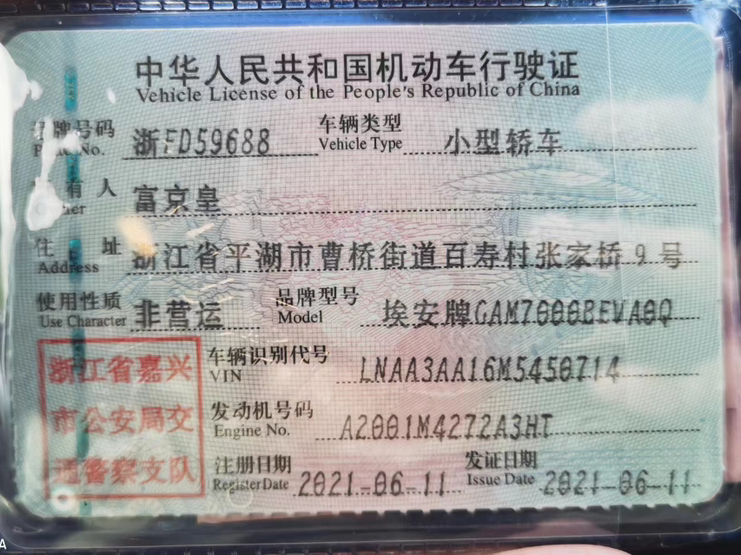 中华人民共和国机动车行驶证
Vehicle License of the People's Republic of China
号牌号码 浙FD59688 车辆类型 小型轿车
Plate No. Vehicle Type
所有人 富京皇
Owner
住址 浙江省平湖市曹桥街道百寿村张家桥9号
Address
使用性质 非营运 品牌型号 埃安牌GAM7000BEVA0Q
Use Character Model
浙江省嘉兴
市公安局交
通警察支队
车辆识别代号 LNAA3AA16M5450714
VIN
发动机号码 A2001M4272A3HT
Engine No.
注册日期 2021-06-11 发证日期 2021-06-11
Register Date Issue Date